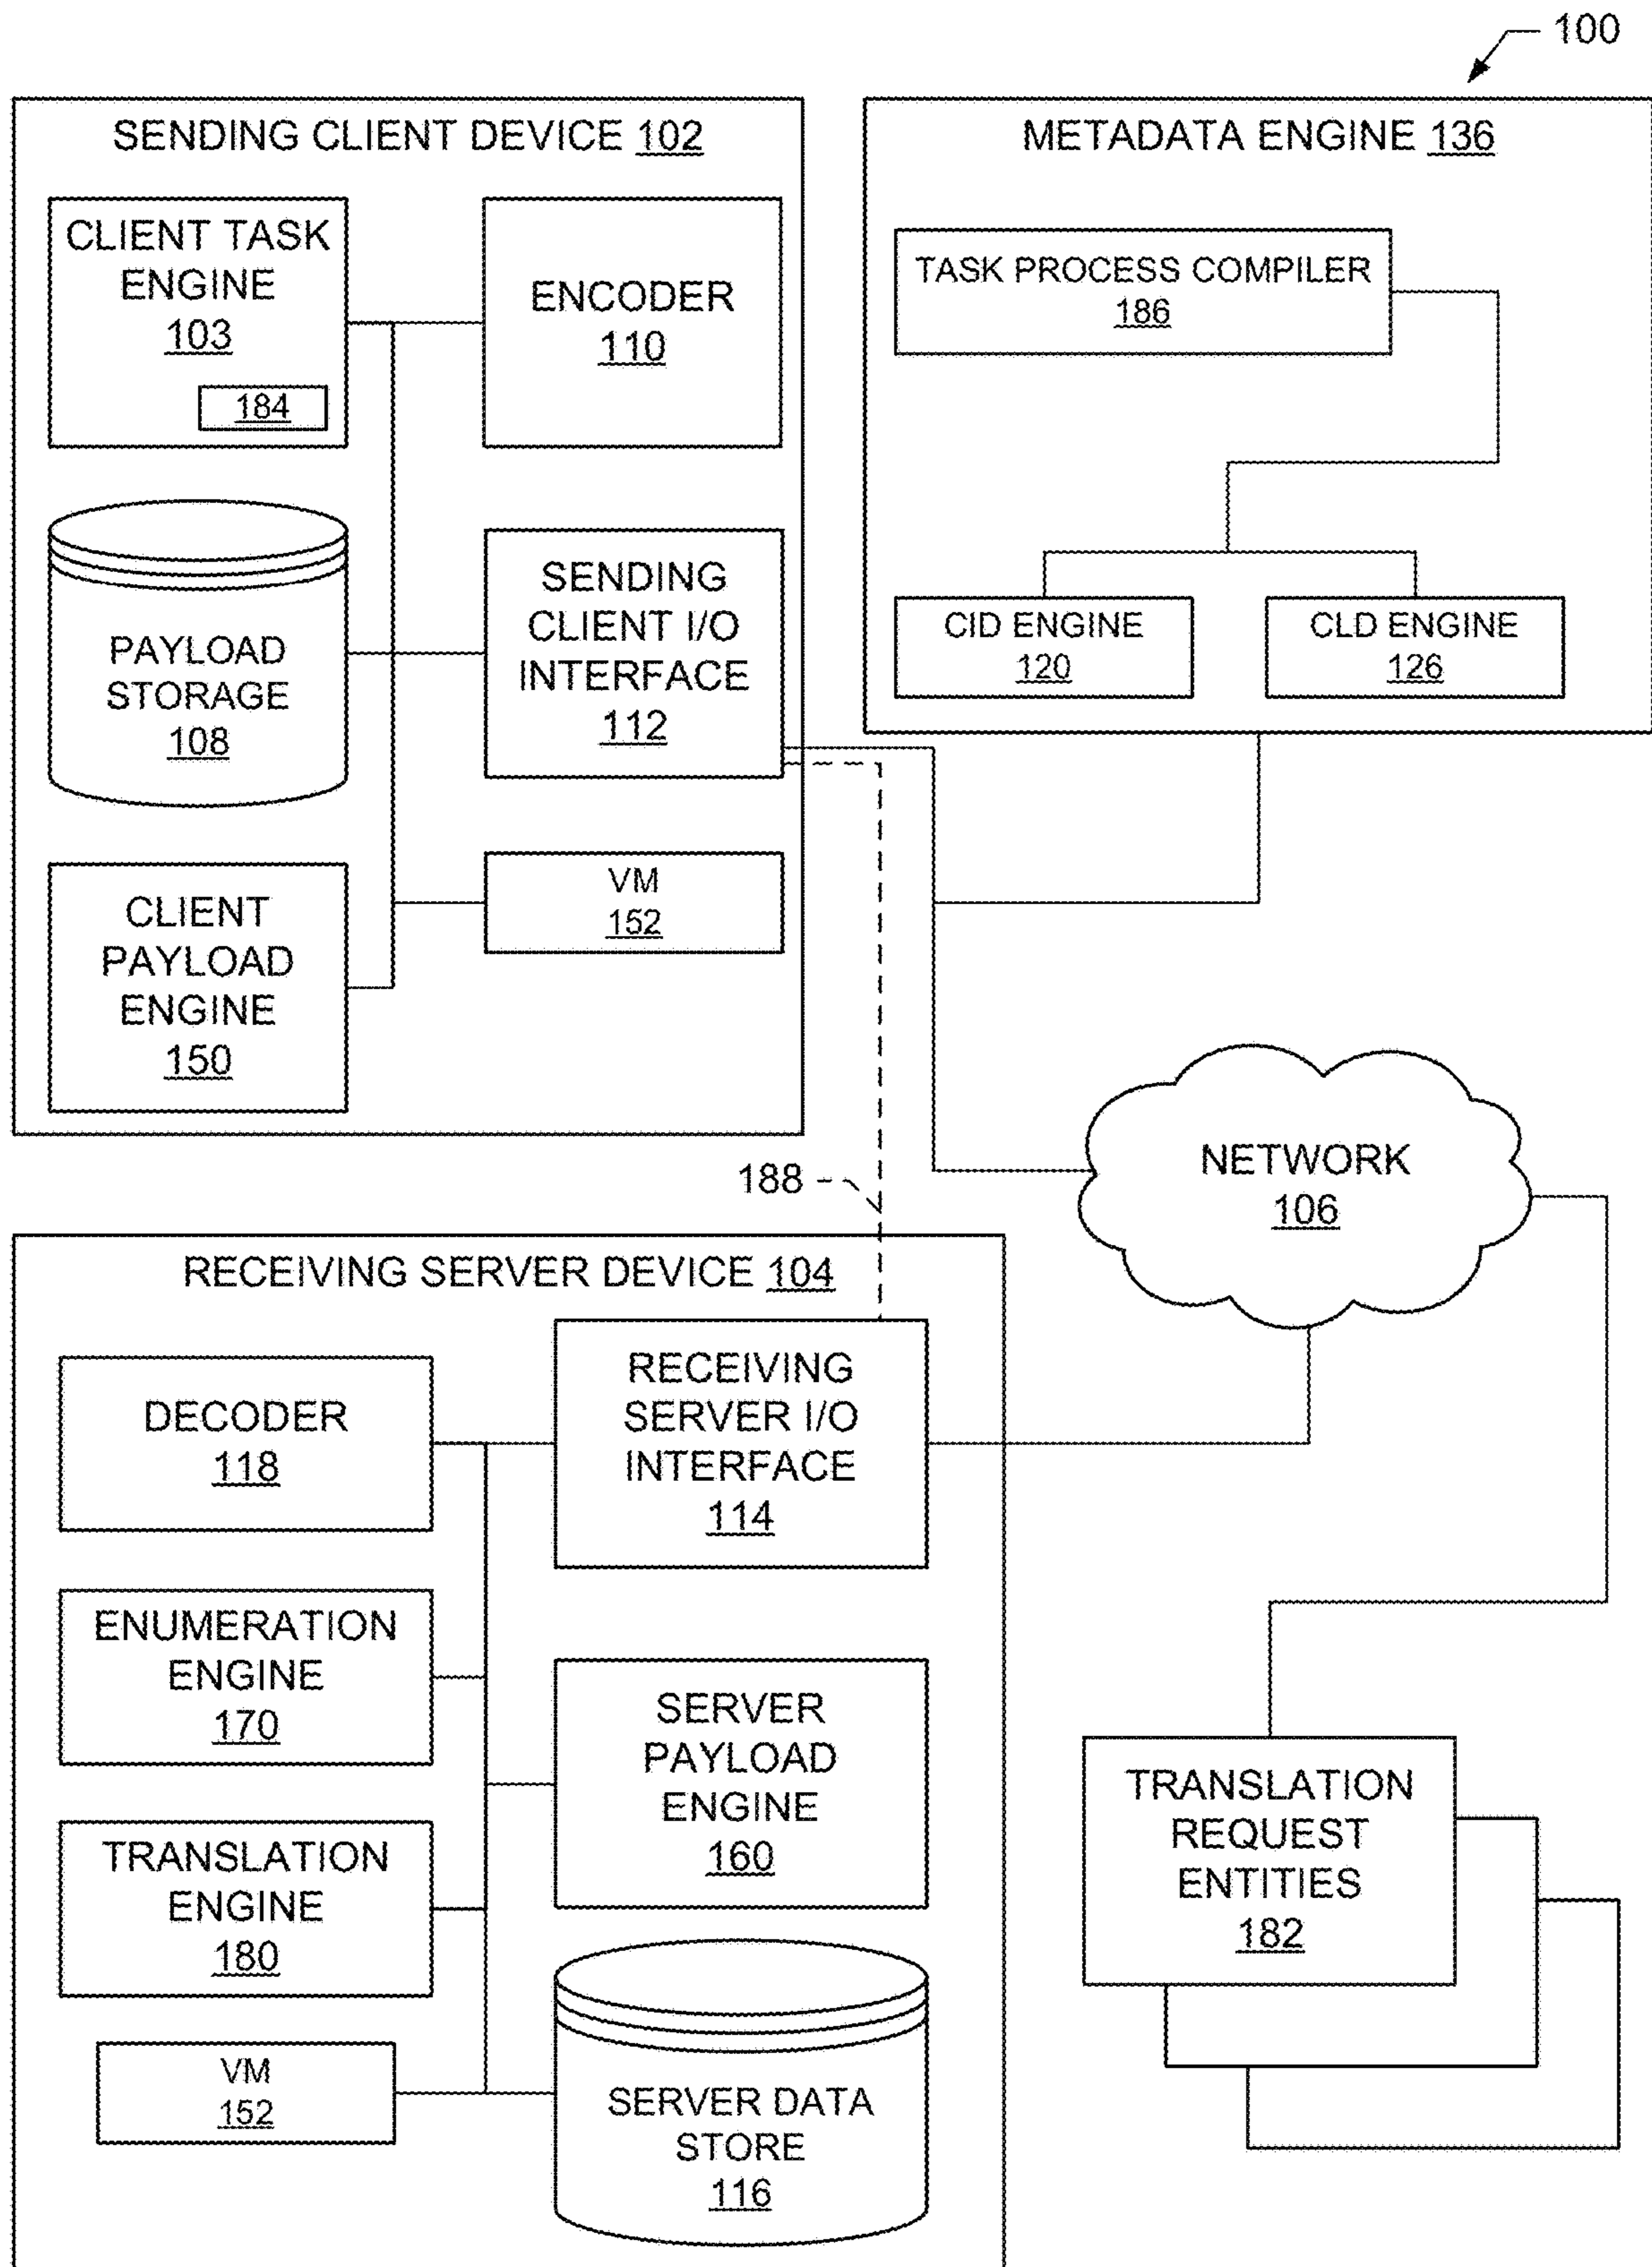 100
SENDING CLIENT DEVICE 102
CLIENT TASK
ENGINE
103
184
ENCODER
110
PAYLOAD
STORAGE
108
SENDING
CLIENT I/O
INTERFACE
112
CLIENT
PAYLOAD
ENGINE
150
VM
152
METADATA ENGINE 136
TASK PROCESS COMPILER
186
CID ENGINE
120
CLD ENGINE
126
188
NETWORK
106
RECEIVING SERVER DEVICE 104
DECODER
118
RECEIVING
SERVER I/O
INTERFACE
114
ENUMERATION
ENGINE
170
SERVER
PAYLOAD
ENGINE
160
TRANSLATION
ENGINE
180
VM
152
SERVER DATA
STORE
116
TRANSLATION
REQUEST
ENTITIES
182